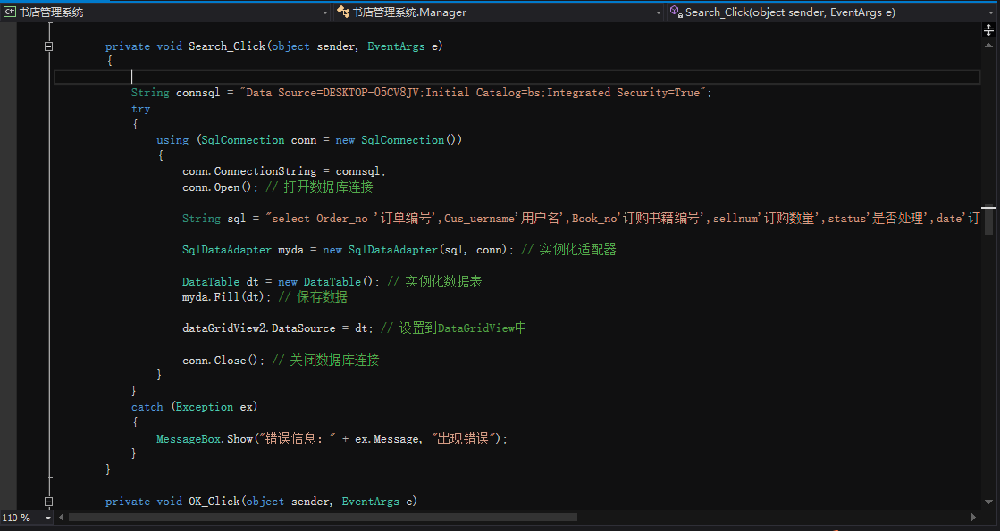 C# 书店管理系统 书店管理系统.Manager Search_Click(object sender, EventArgs e)
private void Search_Click(object sender, EventArgs e)
{
String connsql = "Data Source=DESKTOP-05CV8JV;Initial Catalog=bs;Integrated Security=True";
try
{
using (SqlConnection conn = new SqlConnection())
{
conn.ConnectionString = connsql;
conn.Open(); // 打开数据库连接
String sql = "select Order_no '订单编号',Cus_uername'用户名',Book_no'订购书籍编号',sellnum'订购数量',status'是否处理',date'订
SqlDataAdapter myda = new SqlDataAdapter(sql, conn); // 实例化适配器
DataTable dt = new DataTable(); // 实例化数据表
myda.Fill(dt); // 保存数据
dataGridView2.DataSource = dt; // 设置到DataGridView中
conn.Close(); // 关闭数据库连接
}
}
catch (Exception ex)
{
MessageBox.Show("错误信息：" + ex.Message, "出现错误");
}
}
private void OK_Click(object sender, EventArgs e)
110 %